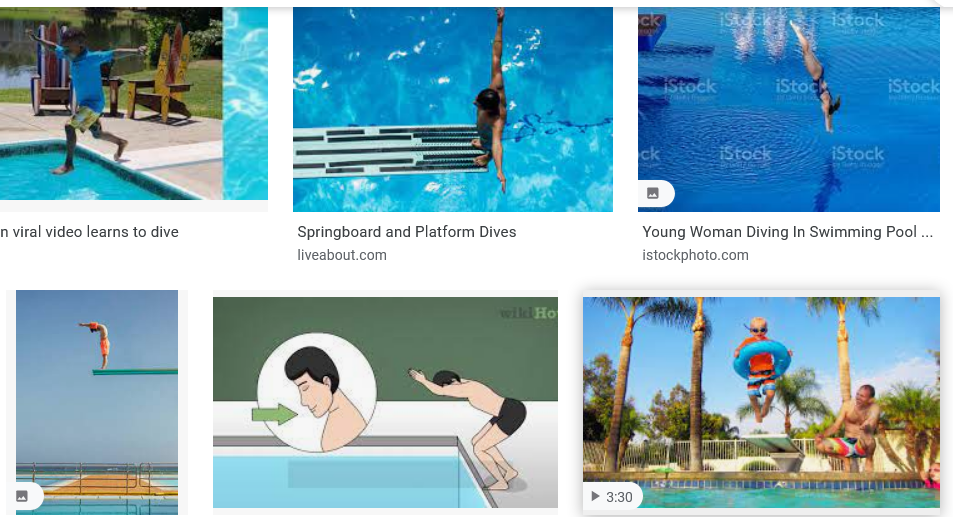 iStock
iStock
iStock
iStock
iStock
iStock
n viral video learns to dive
Springboard and Platform Dives
Young Woman Diving In Swimming Pool ...
liveabout.com
istockphoto.com
wikiHo
3:30